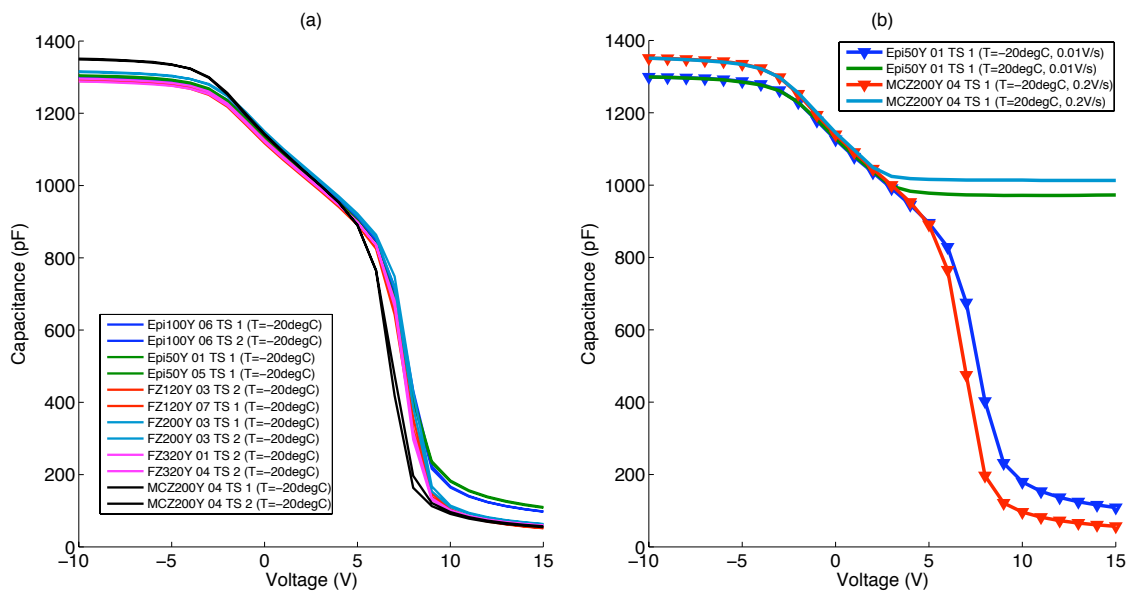 (a)
1400
1200
1000
800
600
400
200
0
Capacitance (pF)
Epi100Y 06 TS 1 (T=−20degC)
Epi100Y 06 TS 2 (T=−20degC)
Epi50Y 01 TS 1 (T=−20degC)
Epi50Y 05 TS 1 (T=−20degC)
FZ120Y 03 TS 2 (T=−20degC)
FZ120Y 07 TS 1 (T=−20degC)
FZ200Y 03 TS 1 (T=−20degC)
FZ200Y 03 TS 2 (T=−20degC)
FZ320Y 01 TS 2 (T=−20degC)
FZ320Y 04 TS 2 (T=−20degC)
MCZ200Y 04 TS 1 (T=−20degC)
MCZ200Y 04 TS 2 (T=−20degC)
−10 −5 0 5 10 15
Voltage (V)
(b)
1400
1200
1000
800
600
400
200
0
Capacitance (pF)
Epi50Y 01 TS 1 (T=−20degC, 0.01V/s)
Epi50Y 01 TS 1 (T=20degC, 0.01V/s)
MCZ200Y 04 TS 1 (T=−20degC, 0.2V/s)
MCZ200Y 04 TS 1 (T=20degC, 0.2V/s)
−10 −5 0 5 10 15
Voltage (V)